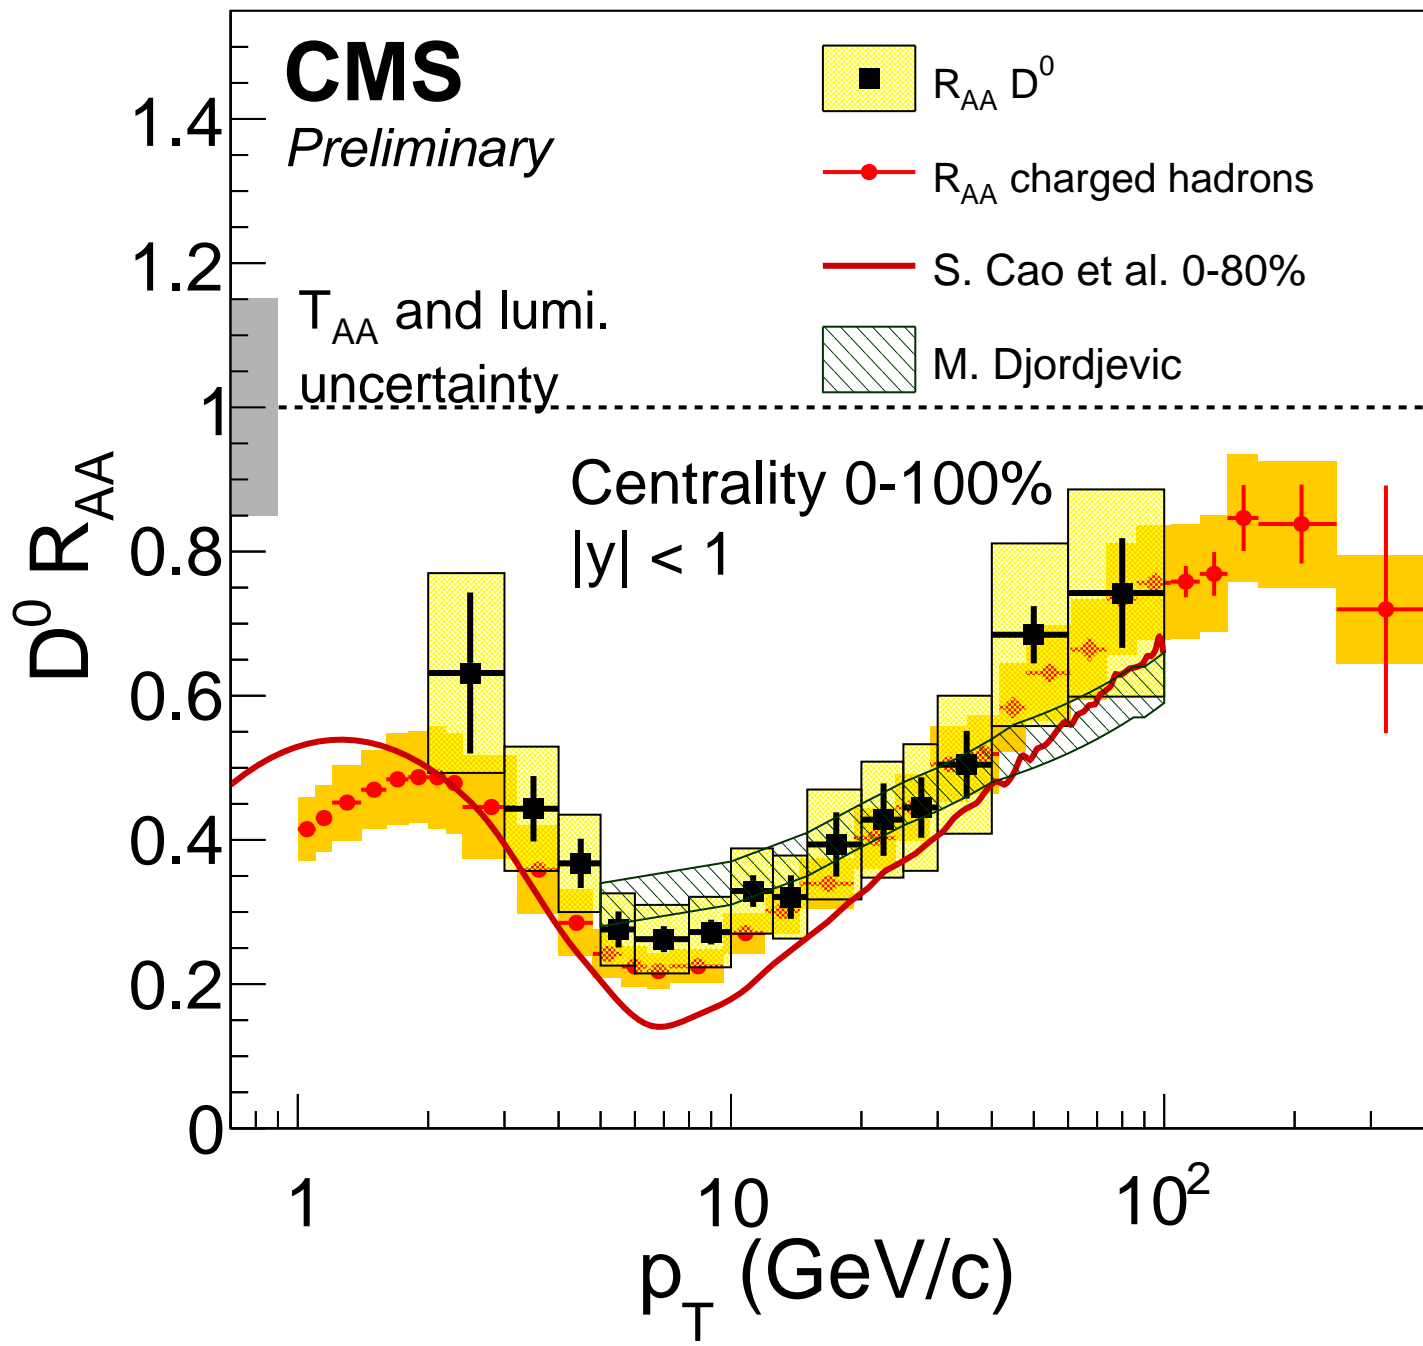 CMS
Preliminary
R_AA D^0
R_AA charged hadrons
S. Cao et al. 0-80%
M. Djordjevic
T_AA and lumi.
uncertainty
Centrality 0-100%
|y| < 1
D^0 R_AA
1.4
1.2
1
0.8
0.6
0.4
0.2
0
1
10
10^2
p_T (GeV/c)